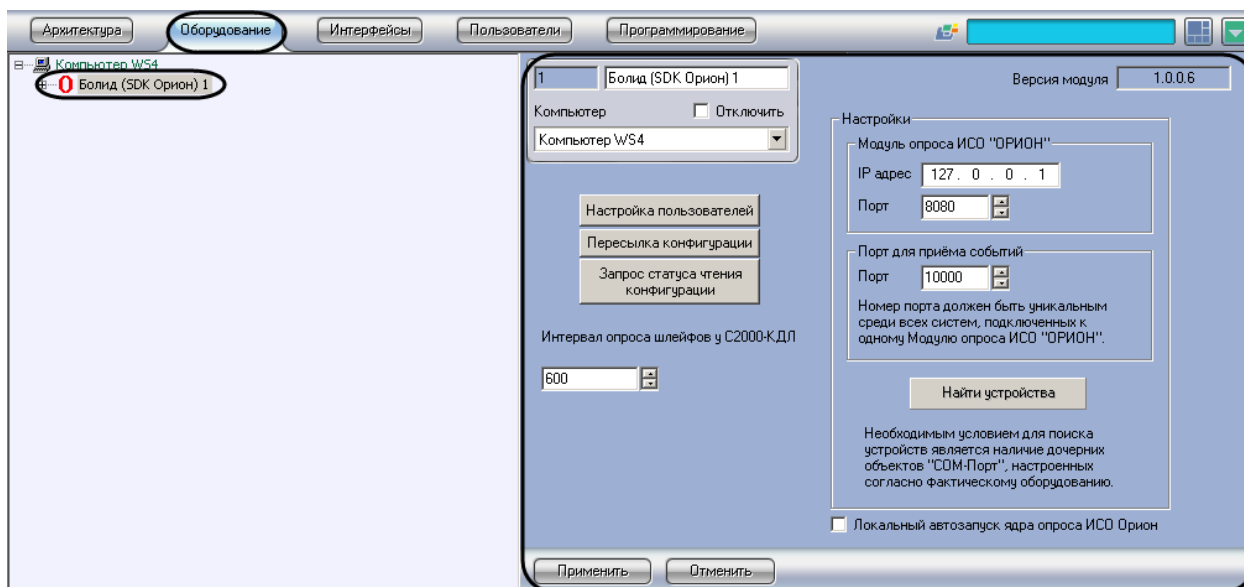 Архитектура
Оборудование
Интерфейсы
Пользователи
Программирование
Компьютер WS4
Болид (SDK Орион) 1
1
Болид (SDK Орион) 1
Компьютер
Отключить
Компьютер WS4
Настройка пользователей
Пересылка конфигурации
Запрос статуса чтения
конфигурации
Интервал опроса шлейфов у С2000-КДЛ
600
Версия модуля
1.0.0.6
Настройки
Модуль опроса ИСО "ОРИОН"
IP адрес
127. 0 . 0 . 1
Порт
8080
Порт для приёма событий
Порт
10000
Номер порта должен быть уникальным
среди всех систем, подключенных к
одному Модулю опроса ИСО "ОРИОН".
Найти устройства
Необходимым условием для поиска
устройств является наличие дочерних
объектов "COM-Порт", настроенных
согласно фактическому оборудованию.
Локальный автозапуск ядра опроса ИСО Орион
Применить
Отменить